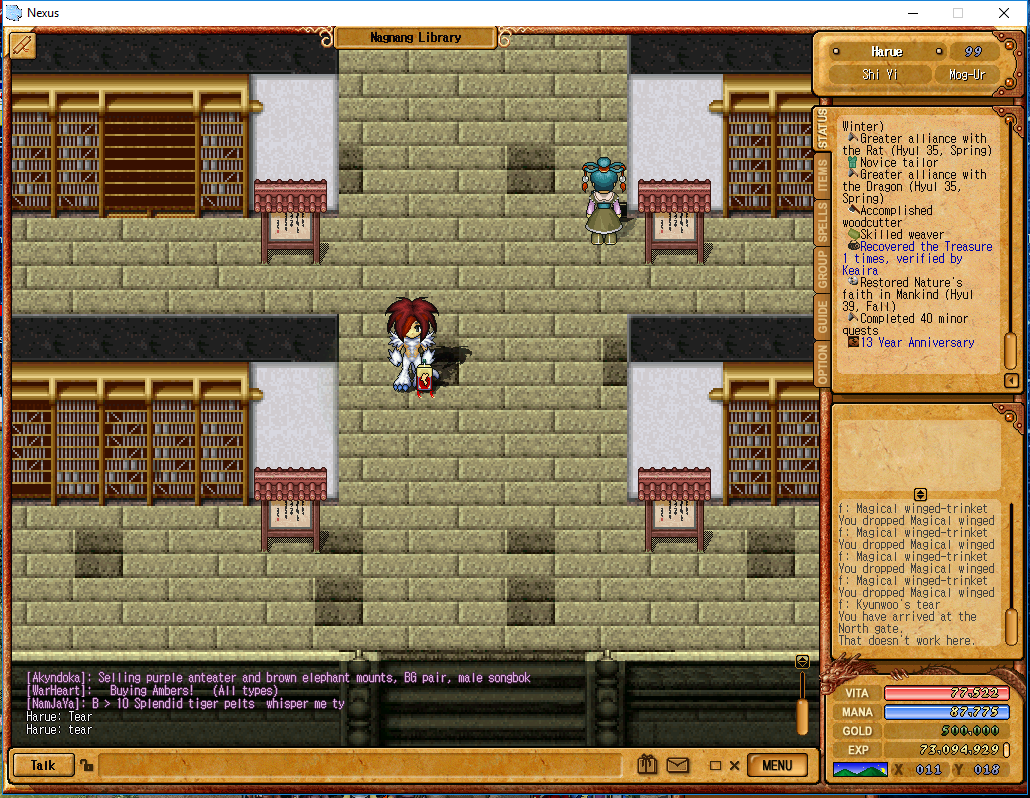 Nexus
Nagnang Library
Harue 99
Shi Yi Mog-Ur
STATUS
ITEMS
SPELLS
GROUP
GUIDE
OPTION
Winter)
Greater alliance with
the Rat (Hyul 35, Spring)
Novice tailor
Greater alliance with
the Dragon (Hyul 35,
Spring)
Accomplished
woodcutter
Skilled weaver
Recovered the Treasure
1 times, verified by
Keaira
Restored Nature's
faith in Mankind (Hyul
39, Fall)
Completed 40 minor
quests
13 Year Anniversary
f: Magical winged-trinket
You dropped Magical winged
f: Magical winged-trinket
You dropped Magical winged
f: Magical winged-trinket
You dropped Magical winged
f: Magical winged-trinket
You dropped Magical winged
f: Kyunwoo's tear
You have arrived at the
North gate.
That doesn't work here.
[Akyndoka]: Selling purple anteater and brown elephant mounts, BG pair, male songbok
[WarHeart]: Buying Ambers! (All types)
[NamJaYa]: B > 10 Splendid tiger pelts whisper me ty
Harue: Tear
Harue: tear
VITA 77,522
MANA 87,775
GOLD 500,000
EXP 73,094,929
X 011 Y 018
Talk
MENU